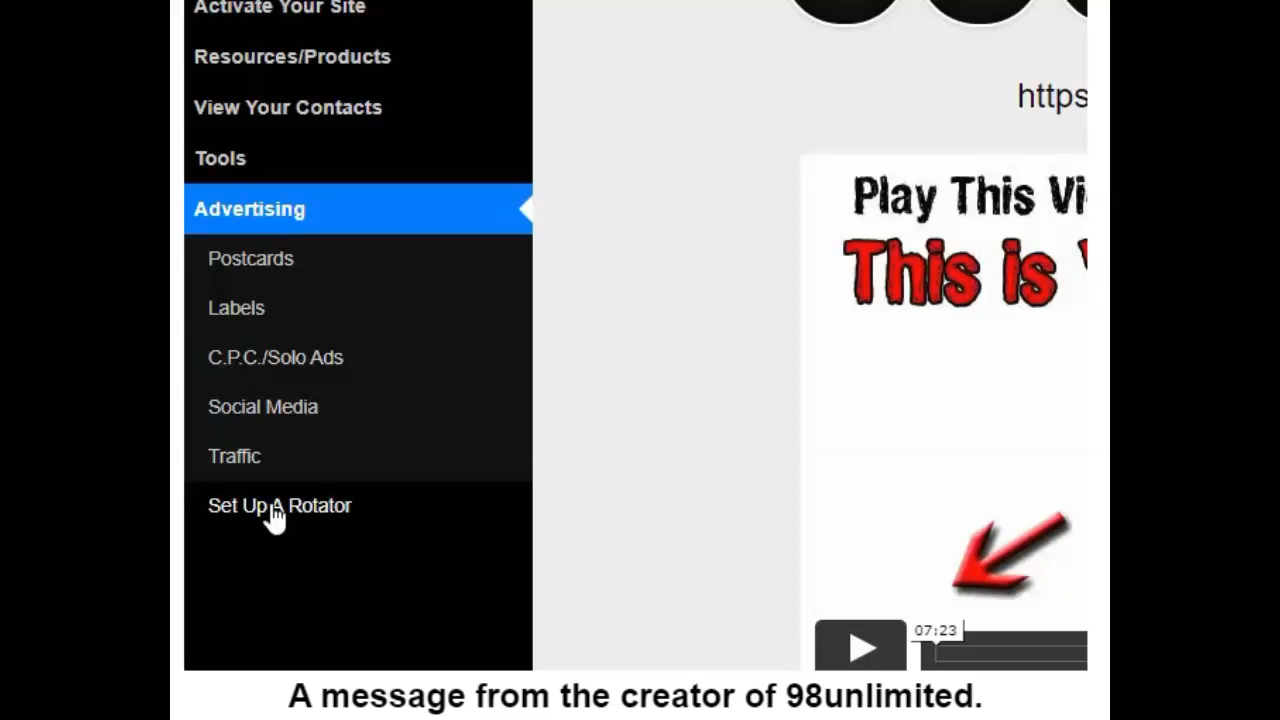 Activate Your Site
Resources/Products
View Your Contacts
Tools
Advertising
Postcards
Labels
C.P.C./Solo Ads
Social Media
Traffic
Set Up A Rotator
https
Play This Vi
This is
07:23
A message from the creator of 98unlimited.